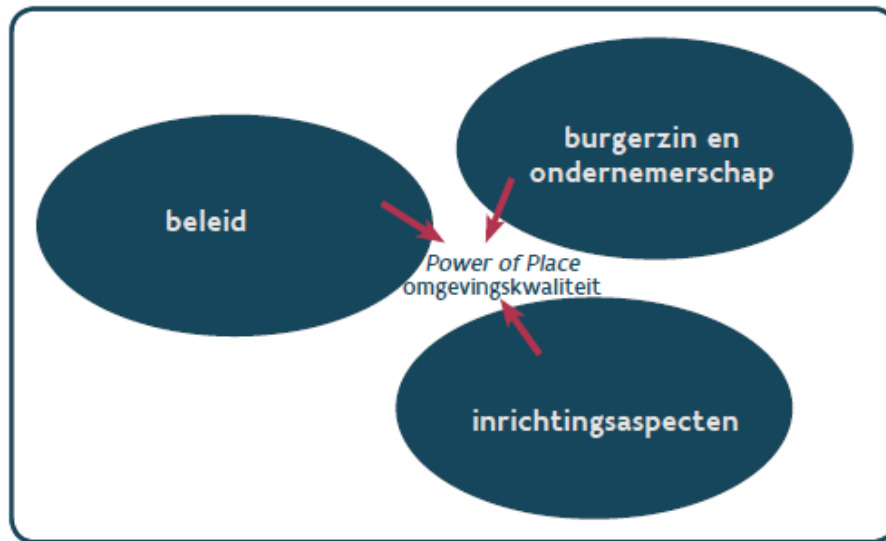 burgerzin en
ondernemerschap
beleid
Power of Place
omgevingskwaliteit
inrichtingsaspecten